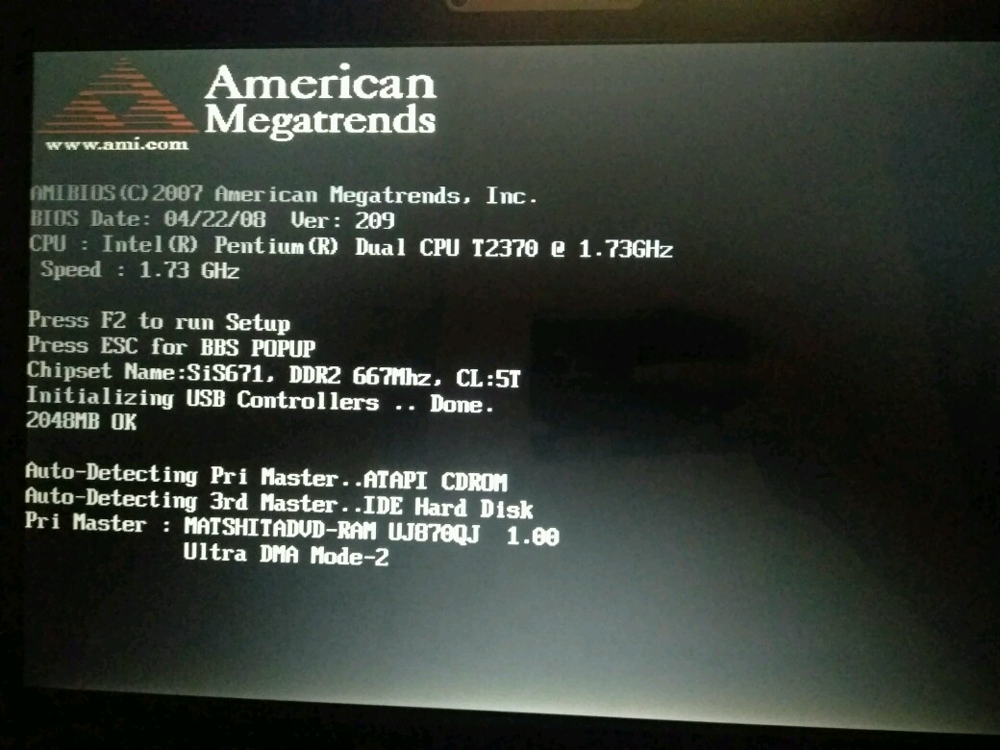 American
Megatrends
www.ami.com
AMIBIOS(C)2007 American Megatrends, Inc.
BIOS Date: 04/22/08 Ver: 209
CPU : Intel(R) Pentium(R) Dual CPU T2370 @ 1.73GHz
Speed : 1.73 GHz
Press F2 to run Setup
Press ESC for BBS POPUP
Chipset Name:SiS671, DDR2 667Mhz, CL:5T
Initializing USB Controllers .. Done.
2048MB OK
Auto-Detecting Pri Master..ATAPI CDROM
Auto-Detecting 3rd Master..IDE Hard Disk
Pri Master : MATSHITADVD-RAM UJ870QJ 1.00
Ultra DMA Mode-2